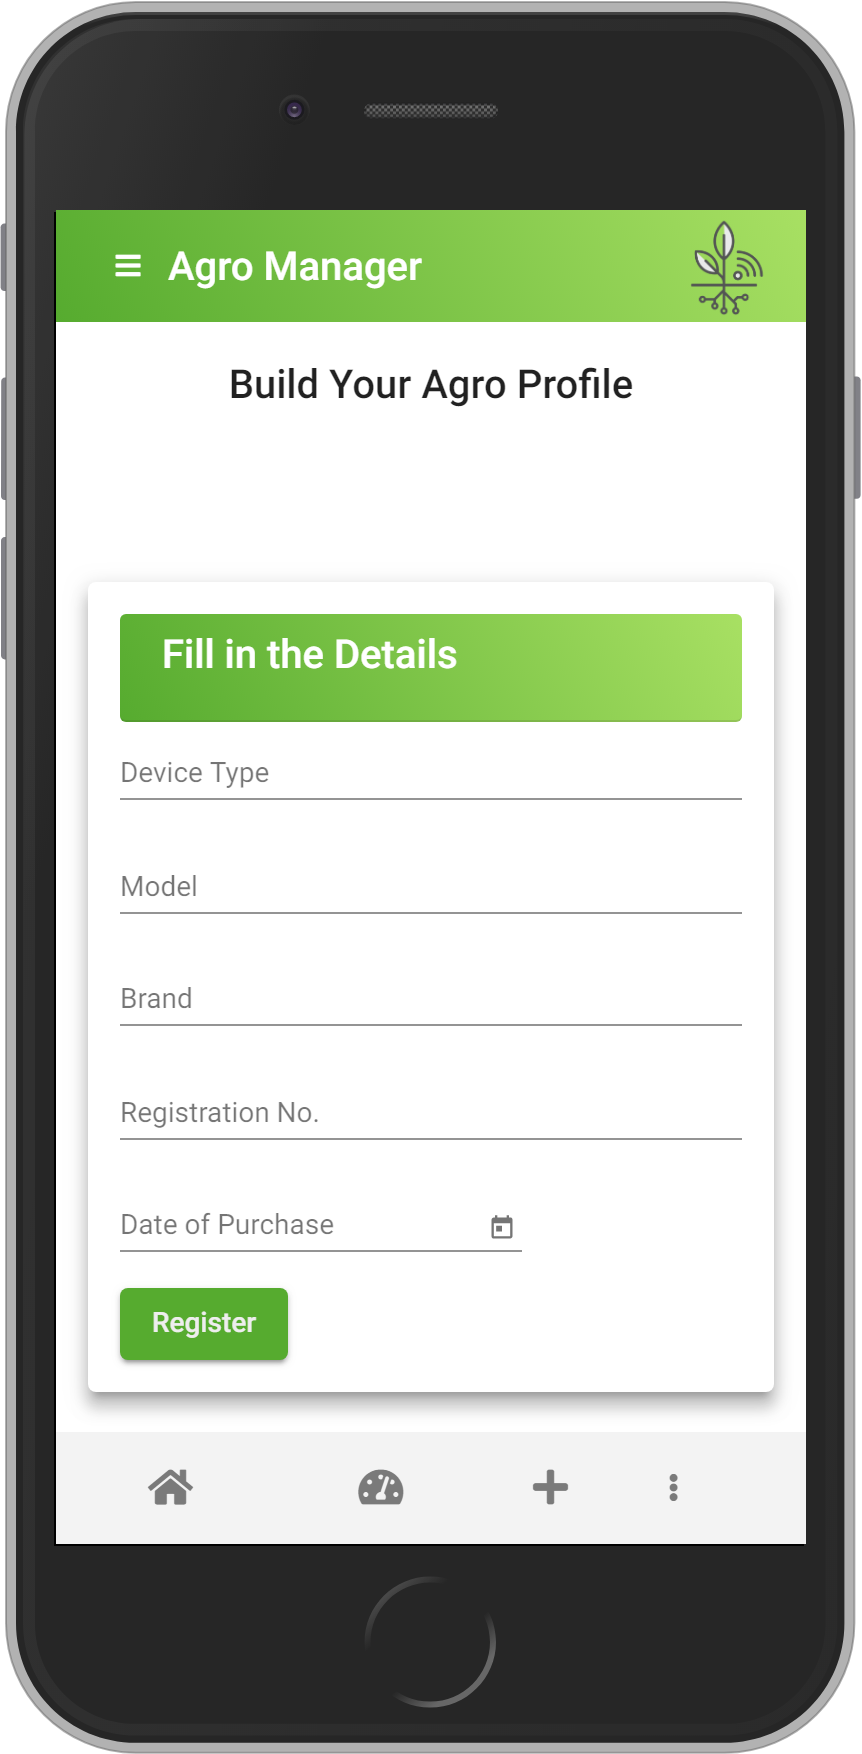 Agro Manager
Build Your Agro Profile
Fill in the Details
Device Type
Model
Brand
Registration No.
Date of Purchase
Register